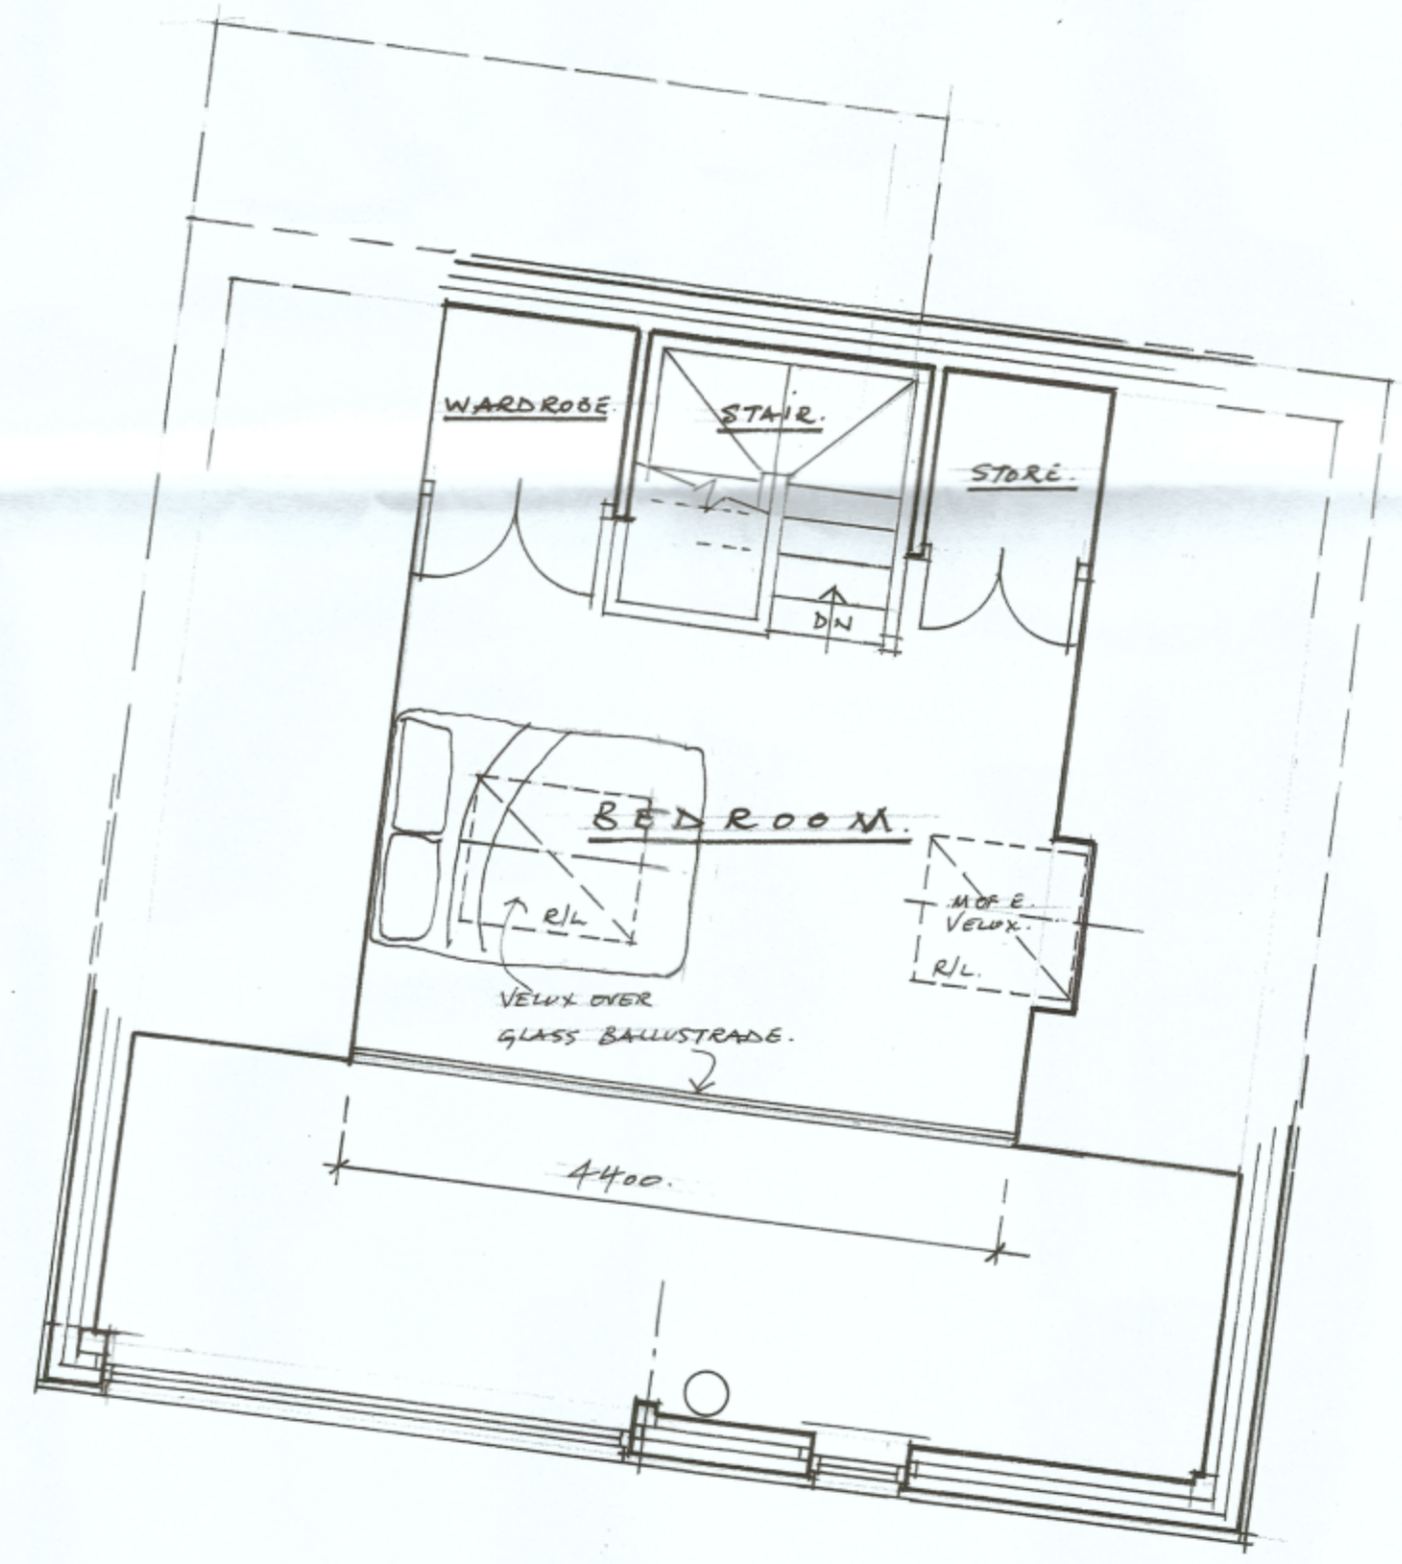 WARDROBE.
STAIR.
STORE.
DN
BEDROOM.
M OF E.
VELUX.
R/L.
R/L
VELUX OVER
GLASS BALLUSTRADE.
4400.